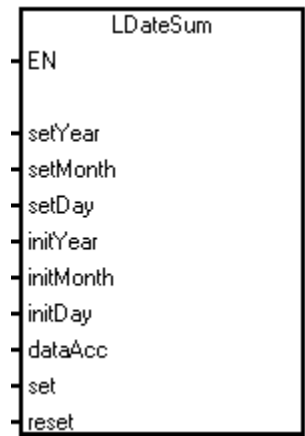 LDateSum
EN
setYear
setMonth
setDay
initYear
initMonth
initDay
dataAcc
set
reset